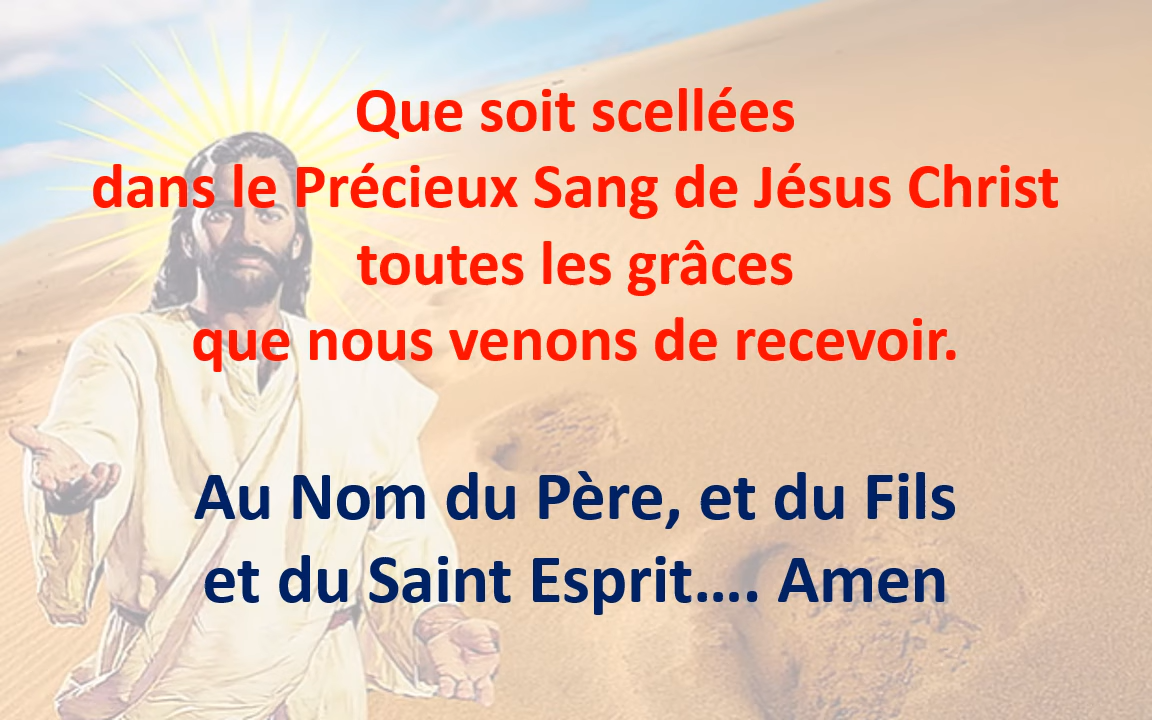 Que soit scellées
dans le Précieux Sang de Jésus Christ
toutes les grâces
que nous venons de recevoir.
Au Nom du Père, et du Fils
et du Saint Esprit.... Amen